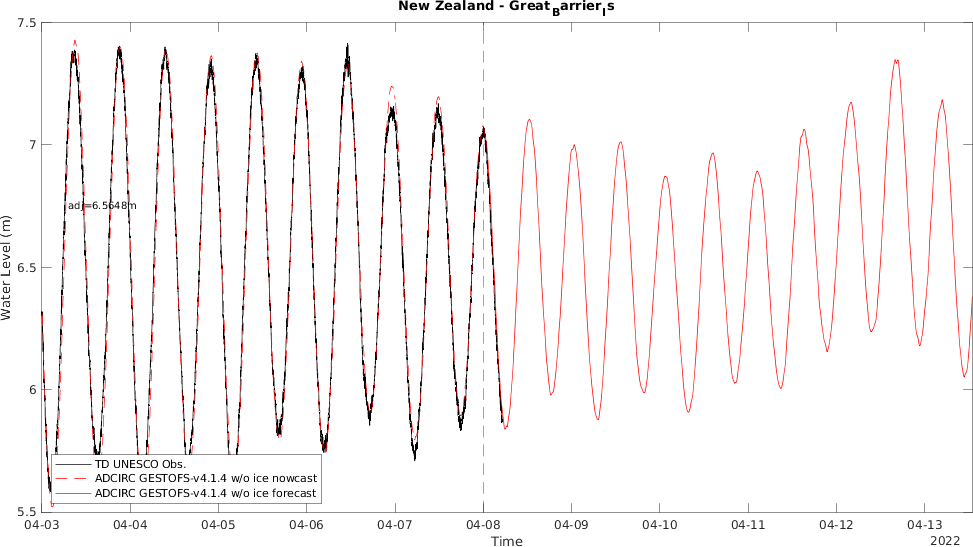 New Zealand - Great_Barrier_Is
7.5
7
6.5
6
5.5
Water Level (m)
adj=6.5648m
TD UNESCO Obs.
ADCIRC GESTOFS-v4.1.4 w/o ice nowcast
ADCIRC GESTOFS-v4.1.4 w/o ice forecast
04-03 04-04 04-05 04-06 04-07 04-08 04-09 04-10 04-11 04-12 04-13
Time
2022